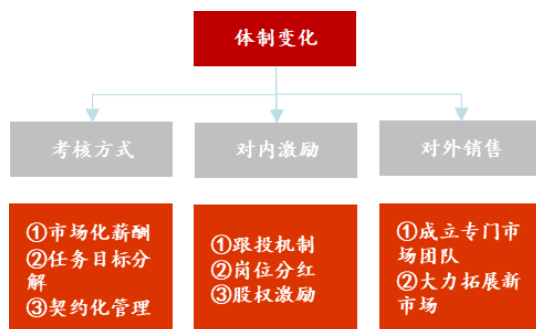 体制变化
考核方式
对内激励
对外销售
①市场化薪酬
②任务目标分
解
③契约化管理
①跟投机制
②岗位分红
③股权激励
①成立专门市
场团队
②大力拓展新
市场